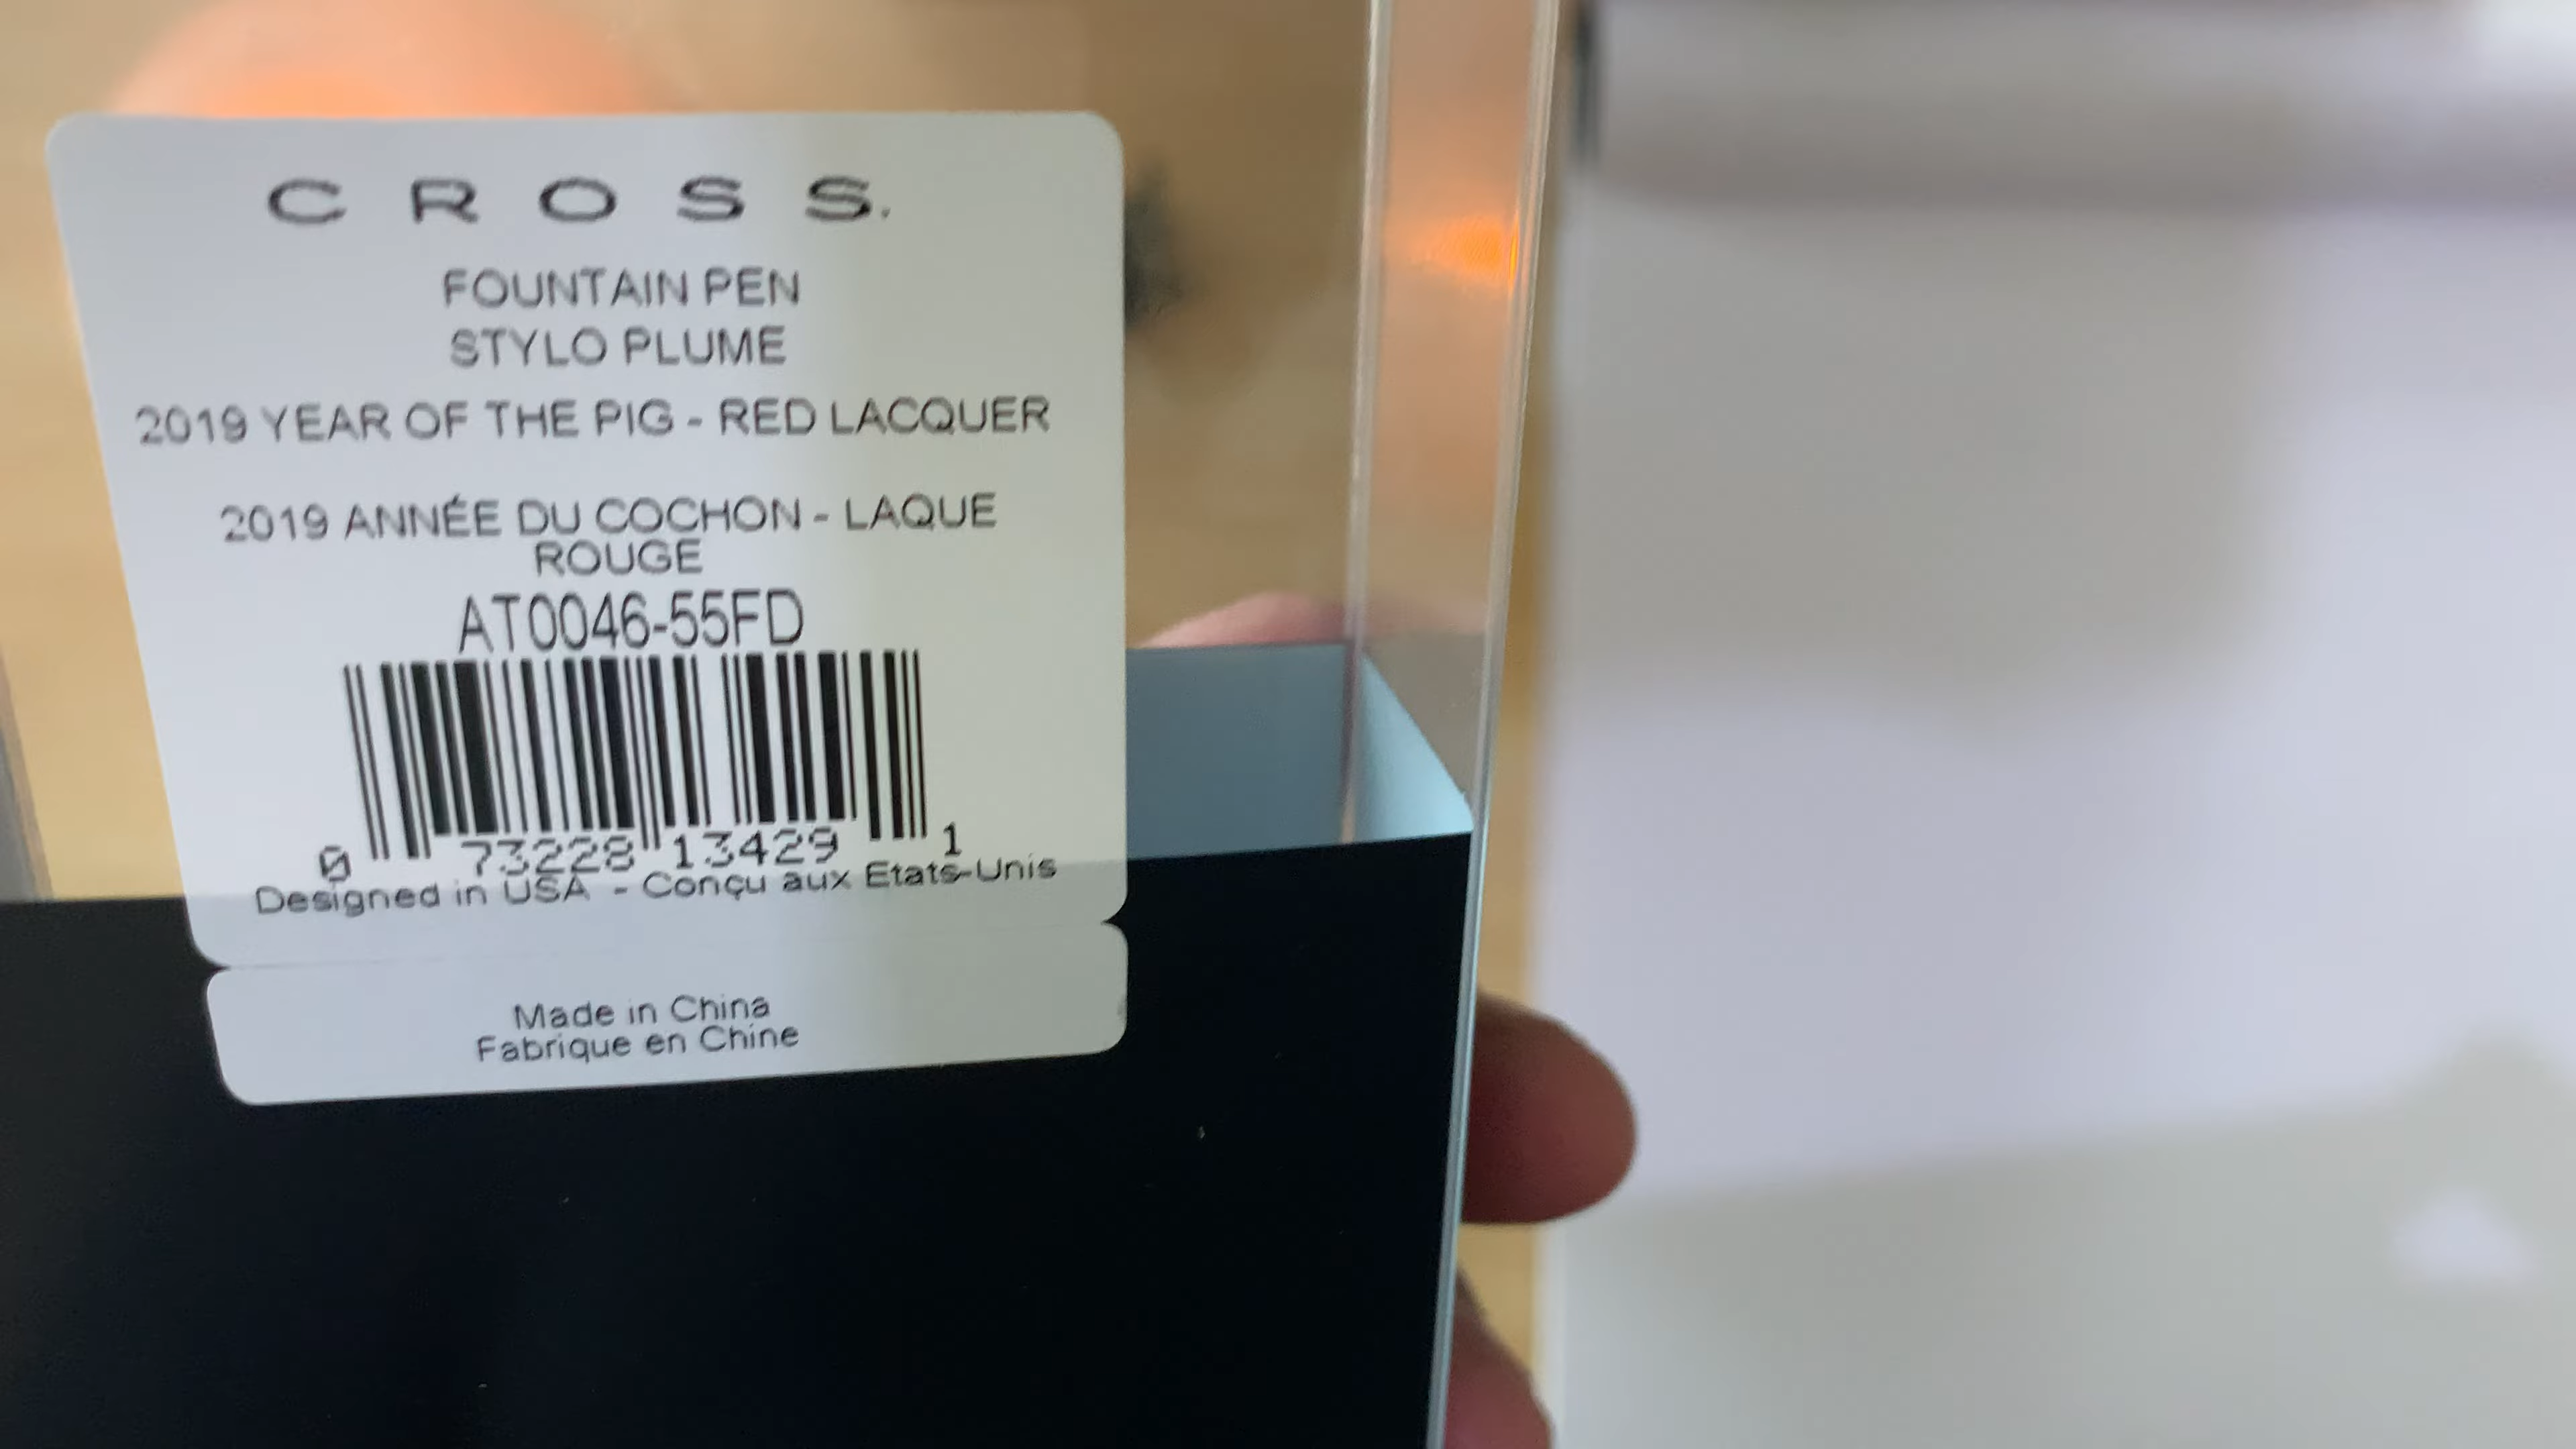 CROSS.
FOUNTAIN PEN
STYLO PLUME
2019 YEAR OF THE PIG - RED LACQUER
2019 ANNÉE DU COCHON - LAQUE
ROUGE
AT0046-55FD
0 73228 13429 1
Designed in USA - Conçu aux Etats-Unis
Made in China
Fabrique en Chine